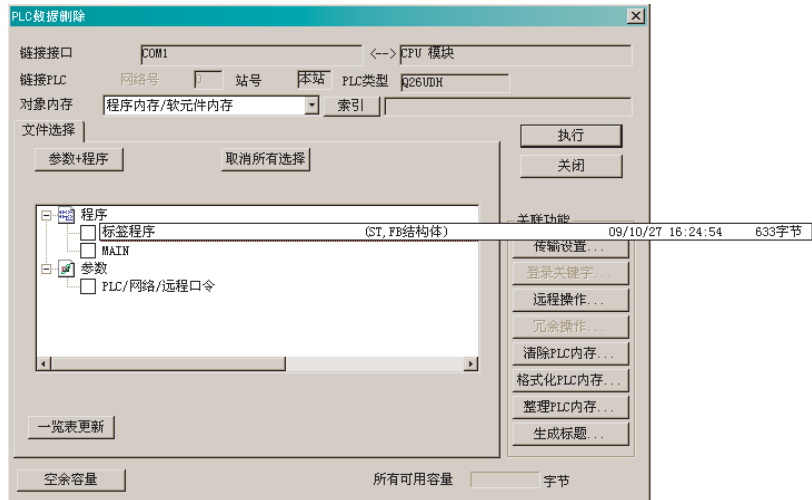 PLC数据删除
链接接口 COM1 <--> CPU 模块
链接PLC 网络号 0 站号 本站 PLC类型 Q26UDH
对象内存 程序内存/软元件内存 索引
文件选择
执行
参数+程序 取消所有选择
关闭
程序
关联功能
标签程序 (ST,FB结构体) 09/10/27 16:24:54 633字节
传输设置...
MAIN
参数
登录关键字...
PLC/网络/远程口令
远程操作...
冗余操作...
清除PLC内存...
格式化PLC内存...
整理PLC内存...
一览表更新
生成标题...
空余容量 所有可用容量 字节